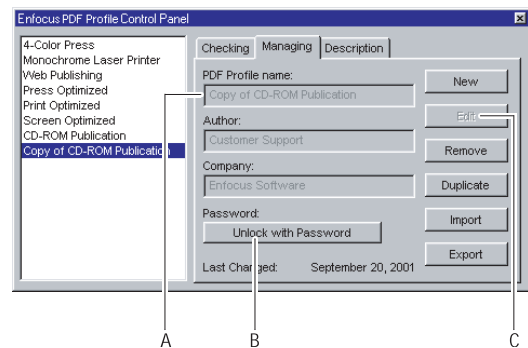 Enfocus PDF Profile Control Panel
4-Color Press
Monochrome Laser Printer
Web Publishing
Press Optimized
Print Optimized
Screen Optimized
CD-ROM Publication
Copy of CD-ROM Publication
Checking
Managing
Description
PDF Profile name:
Copy of CD-ROM Publication
Author:
Customer Support
Company:
Enfocus Software
Password:
Unlock with Password
Last Changed: September 20, 2001
New
Edit
Remove
Duplicate
Import
Export
A
B
C